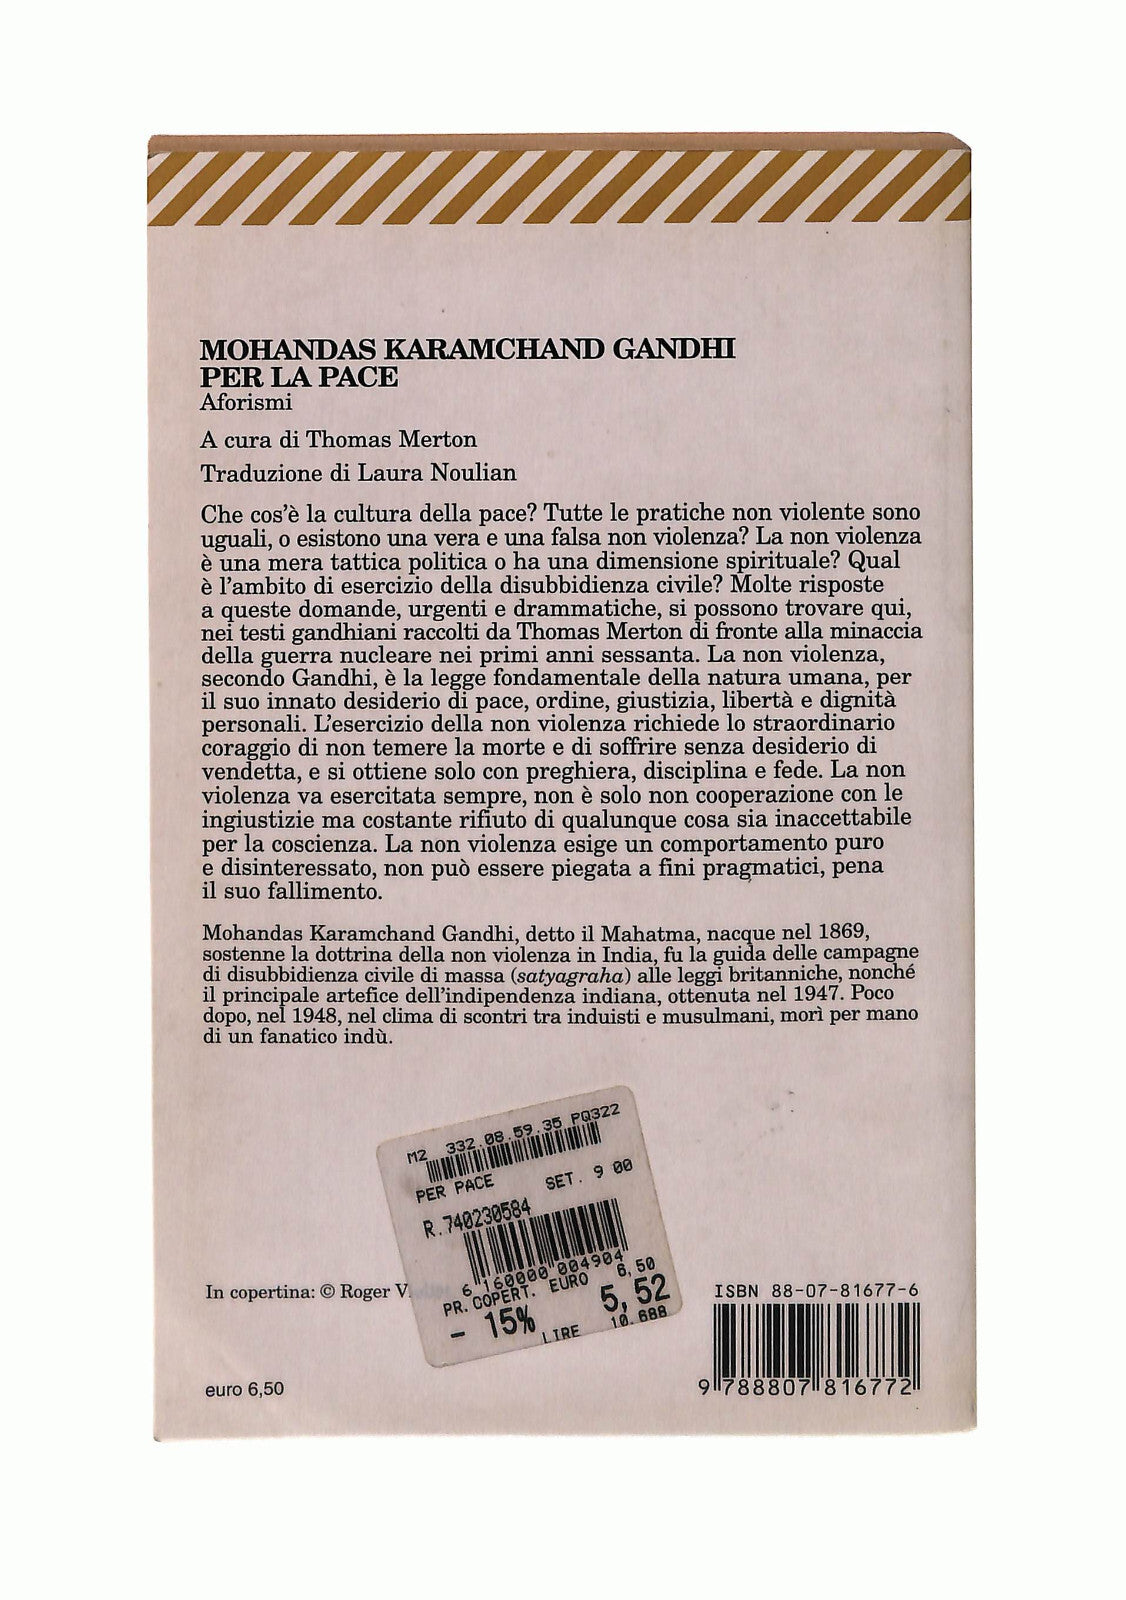 MOHANDAS KARAMCHAND GANDHI
PER LA PACE
Aforismi
A cura di Thomas Merton
Traduzione di Laura Noulian
Che cos'è la cultura della pace? Tutte le pratiche non violente sono
uguali, o esistono una vera e una falsa non violenza? La non violenza
è una mera tattica politica o ha una dimensione spirituale? Qual
è l'ambito di esercizio della disubbidienza civile? Molte risposte
a queste domande, urgenti e drammatiche, si possono trovare qui,
nei testi gandhiani raccolti da Thomas Merton di fronte alla minaccia
della guerra nucleare nei primi anni sessanta. La non violenza,
secondo Gandhi, è la legge fondamentale della natura umana, per
il suo innato desiderio di pace, ordine, giustizia, libertà e dignità
personali. L'esercizio della non violenza richiede lo straordinario
coraggio di non temere la morte e di soffrire senza desiderio di
vendetta, e si ottiene solo con preghiera, disciplina e fede. La non
violenza va esercitata sempre, non è solo non cooperazione con le
ingiustizie ma costante rifiuto di qualunque cosa sia inaccettabile
per la coscienza. La non violenza esige un comportamento puro
e disinteressato, non può essere piegata a fini pragmatici, pena
il suo fallimento.
Mohandas Karamchand Gandhi, detto il Mahatma, nacque nel 1869,
sostenne la dottrina della non violenza in India, fu la guida delle campagne
di disubbidienza civile di massa (satyagraha) alle leggi britanniche, nonché
il principale artefice dell'indipendenza indiana, ottenuta nel 1947. Poco
dopo, nel 1948, nel clima di scontri tra induisti e musulmani, morì per mano
di un fanatico indù.
M2 332.08.59.35 PQ322
PER PACE SET. 9 00
R.740230584
6 160000 004904
PR.COPERT. EURO 6,50
- 15% 5,52
LIRE 10.688
In copertina: © Roger
euro 6,50
ISBN 88-07-81677-6
9 788807 816772